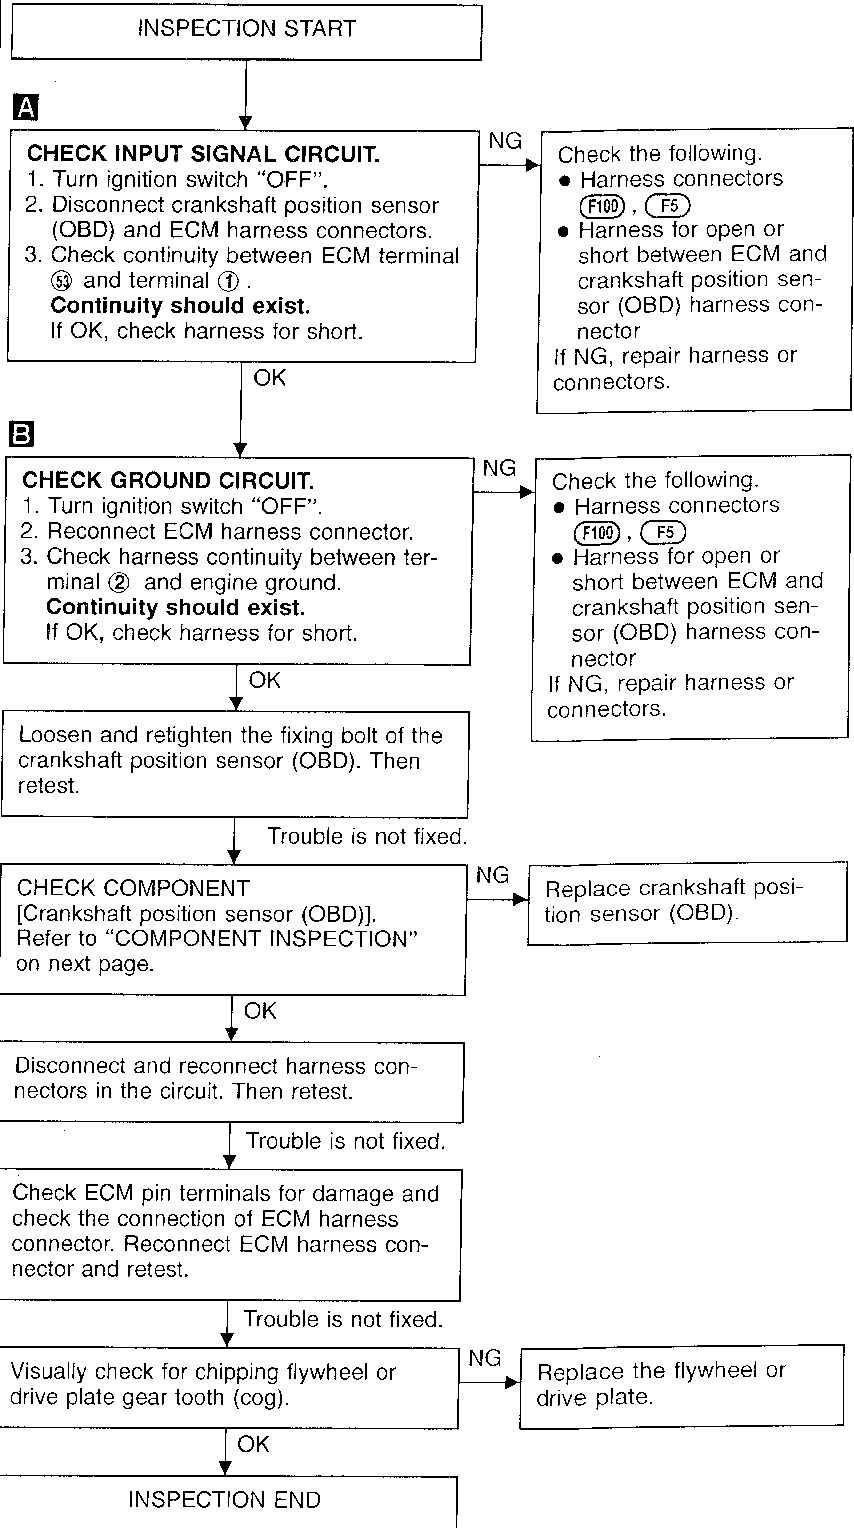 INSPECTION START
A
CHECK INPUT SIGNAL CIRCUIT.
1. Turn ignition switch “OFF”.
2. Disconnect crankshaft position sensor
(OBD) and ECM harness connectors.
3. Check continuity between ECM terminal
53 and terminal 1 .
Continuity should exist.
If OK, check harness for short.
NG
Check the following.
● Harness connectors
F100 , F5
● Harness for open or
short between ECM and
crankshaft position sen-
sor (OBD) harness con-
nector
If NG, repair harness or
connectors.
OK
B
CHECK GROUND CIRCUIT.
1. Turn ignition switch “OFF”.
2. Reconnect ECM harness connector.
3. Check harness continuity between ter-
minal 2 and engine ground.
Continuity should exist.
If OK, check harness for short.
NG
Check the following.
● Harness connectors
F100 , F5
● Harness for open or
short between ECM and
crankshaft position sen-
sor (OBD) harness con-
nector
If NG, repair harness or
connectors.
OK
Loosen and retighten the fixing bolt of the
crankshaft position sensor (OBD). Then
retest.
Trouble is not fixed.
CHECK COMPONENT
[Crankshaft position sensor (OBD)].
Refer to “COMPONENT INSPECTION”
on next page.
NG
Replace crankshaft posi-
tion sensor (OBD).
OK
Disconnect and reconnect harness con-
nectors in the circuit. Then retest.
Trouble is not fixed.
Check ECM pin terminals for damage and
check the connection of ECM harness
connector. Reconnect ECM harness con-
nector and retest.
Trouble is not fixed.
Visually check for chipping flywheel or
drive plate gear tooth (cog).
NG
Replace the flywheel or
drive plate.
OK
INSPECTION END